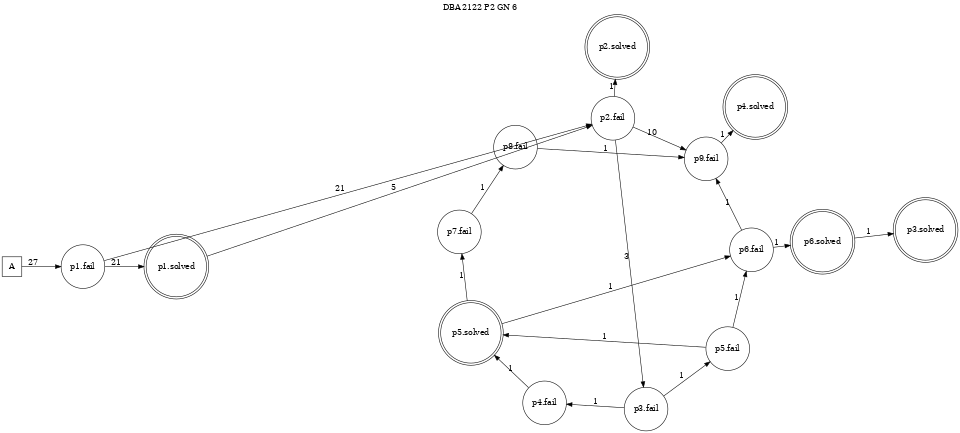 DBA 2122 P2 GN 6
p2.solved
1
p4.solved
p2.fail
10
1
p8.fail
1
p9.fail
21
1
5
1
p7.fail
p3.solved
1
p6.solved
1
p6.fail
A
27
p1.fail
21
p1.solved
3
1
1
1
p5.solved
1
p5.fail
1
1
p4.fail
1
p3.fail